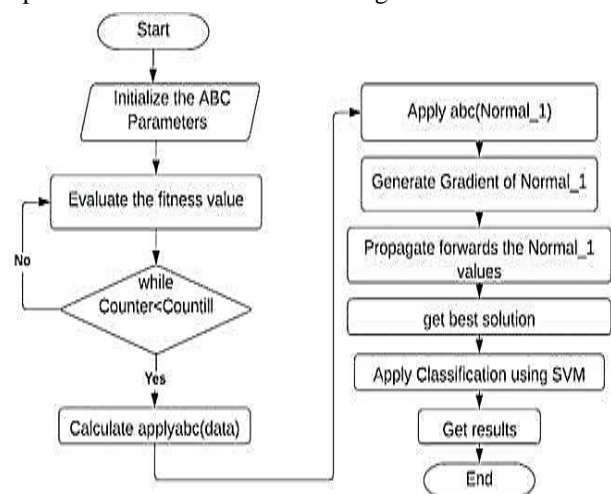 Start
Initialize the ABC
Parameters
Evaluate the fitness value
No
while
Counter<Countill
Yes
Calculate applyabc(data)
Apply abc(Normal_1)
Generate Gradient of Normal_1
Propagate forwards the Normal_1
values
get best solution
Apply Classification using SVM
Get results
End